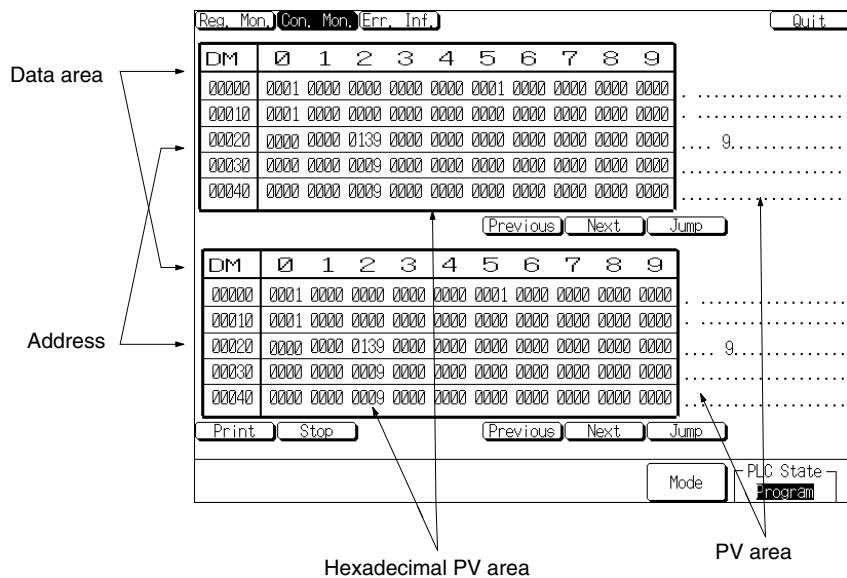 Reg. Mon. Con. Mon. Err. Inf. Quit
Data area
DM 0 1 2 3 4 5 6 7 8 9
00000 0001 0000 0000 0000 0000 0001 0000 0000 0000 0000 . ..................
00010 0001 0000 0000 0000 0000 0000 0000 0000 0000 0000 . ..................
00020 0000 0000 0139 0000 0000 0000 0000 0000 0000 0000 .... 9..............
00030 0000 0000 0009 0000 0000 0000 0000 0000 0000 0000 ....................
00040 0000 0000 0009 0000 0000 0000 0000 0000 0000 0000 ....................
Previous Next Jump
DM 0 1 2 3 4 5 6 7 8 9
00000 0001 0000 0000 0000 0000 0001 0000 0000 0000 0000 . ..................
00010 0001 0000 0000 0000 0000 0000 0000 0000 0000 0000 . ..................
Address
00020 0000 0000 0139 0000 0000 0000 0000 0000 0000 0000 .... 9..............
00030 0000 0000 0009 0000 0000 0000 0000 0000 0000 0000 ....................
00040 0000 0000 0009 0000 0000 0000 0000 0000 0000 0000 ....................
Print Stop Previous Next Jump
Mode PLC State
Program
Hexadecimal PV area
PV area